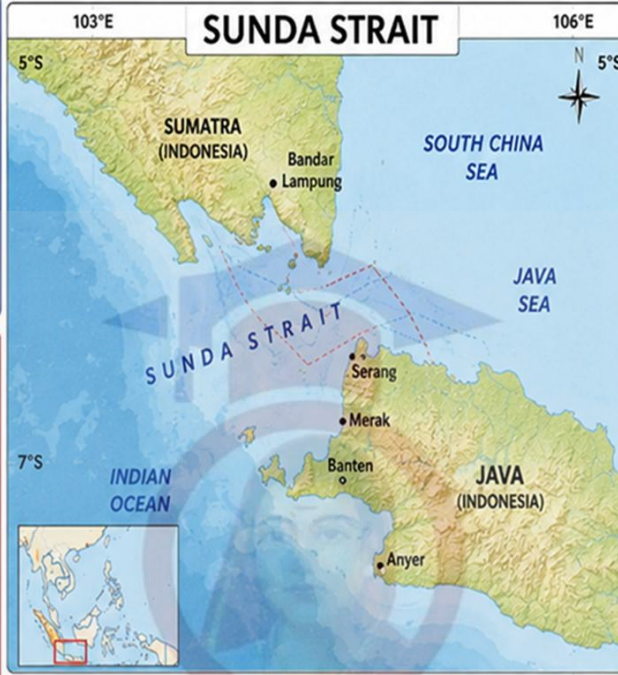 103°E
SUNDA STRAIT
106°E
5°S
N
5°S
SUMATRA
(INDONESIA)
SOUTH CHINA
SEA
Bandar
Lampung
JAVA
SEA
SUNDA STRAIT
Serang
Merak
7°S
Banten
INDIAN
OCEAN
JAVA
(INDONESIA)
Anyer